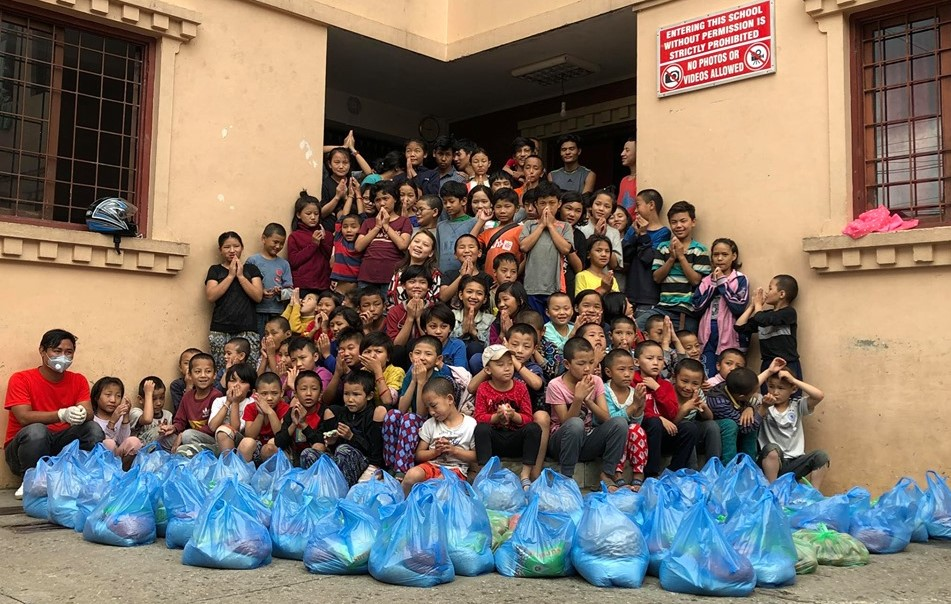 ENTERING THIS SCHOOL
WITHOUT PERMISSION IS
STRICTLY PROHIBITED
NO PHOTOS OR
VIDEOS ALLOWED